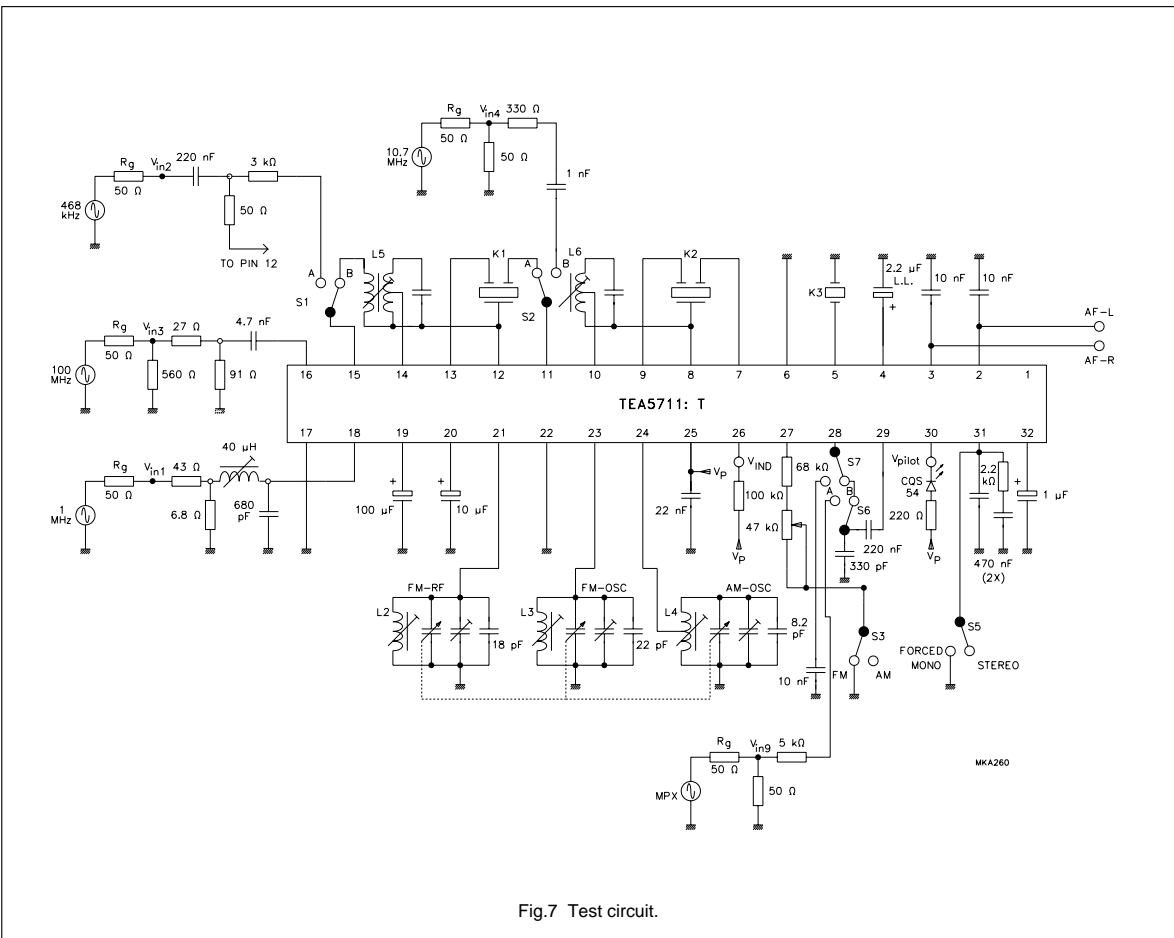 Rg
50 Ω
Vin4
330 Ω
10.7
MHz
50 Ω
1 nF
Rg
50 Ω
Vin2
220 nF
3 kΩ
468
kHz
50 Ω
TO PIN 12
A
B
S1
L5
K1
A
B
S2
L6
K2
K3
2.2 µF
L.L.
+
10 nF
10 nF
AF-L
AF-R
Rg
50 Ω
Vin3
27 Ω
4.7 nF
100
MHz
560 Ω
91 Ω
16 15 14 13 12 11 10 9 8 7 6 5 4 3 2 1
TEA5711: T
17 18 19 20 21 22 23 24 25 26 27 28 29 30 31 32
Rg
50 Ω
Vin1
43 Ω
40 µH
1
MHz
6.8 Ω
680
pF
+
100 µF
+
10 µF
VP
22 nF
VIND
100 kΩ
VP
68 kΩ
47 kΩ
S7
A
B
S6
220 nF
330 pF
Vpilot
CQS
54
220 Ω
VP
2.2
kΩ
470 nF
(2X)
+
1 µF
FM-RF
L2
18 pF
FM-OSC
L3
22 pF
AM-OSC
L4
8.2
pF
10 nF
S3
FM
AM
S5
FORCED
MONO
STEREO
Rg
50 Ω
Vin9
5 kΩ
MPX
50 Ω
MKA260
Fig.7 Test circuit.